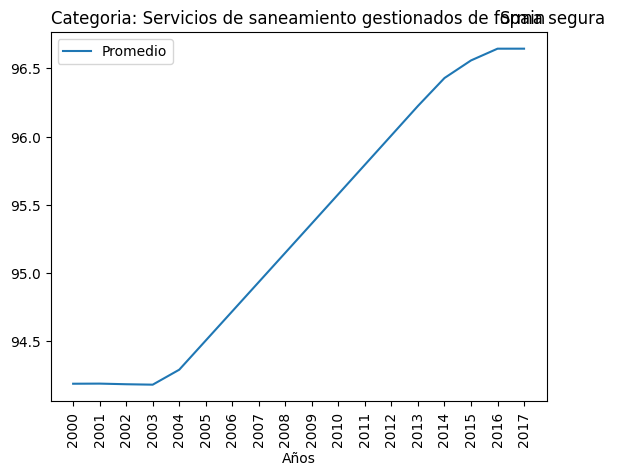 Categoria: Servicios de saneamiento gestionados de forma segura
Spain
Promedio
96.5
96.0
95.5
95.0
94.5
2000 2001 2002 2003 2004 2005 2006 2007 2008 2009 2010 2011 2012 2013 2014 2015 2016 2017
Años